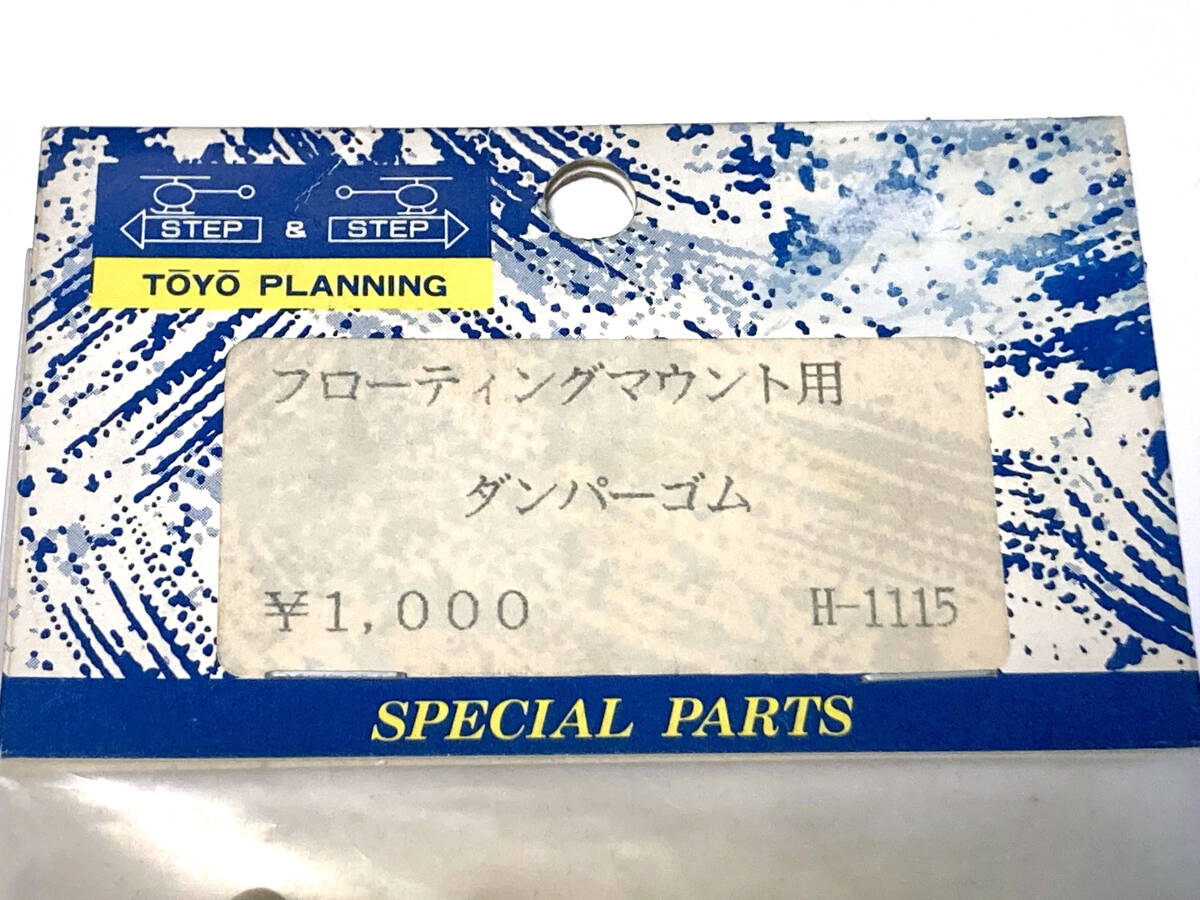 STEP & STEP
TŌYŌ PLANNING
フローティングマウント用
ダンパーゴム
¥1,000 H-1115
SPECIAL PARTS